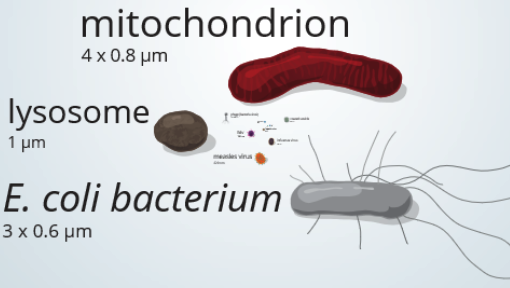 mitochondrion
4 x 0.8 μm
lysosome
1 μm
measles virus
E. coli bacterium
3 x 0.6 μm